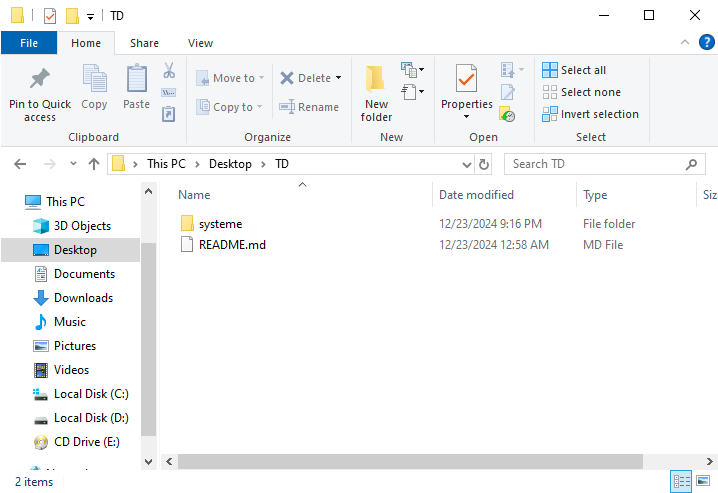 TD
File Home Share View
Pin to Quick access
Copy
Paste
Move to
Copy to
Delete
Rename
New folder
Properties
Select all
Select none
Invert selection
Clipboard Organize New Open Select
This PC Desktop TD
Search TD
This PC
3D Objects
Desktop
Documents
Downloads
Music
Pictures
Videos
Local Disk (C:)
Local Disk (D:)
CD Drive (E:)
Name Date modified Type Siz
systeme 12/23/2024 9:16 PM File folder
README.md 12/23/2024 12:58 AM MD File
2 items